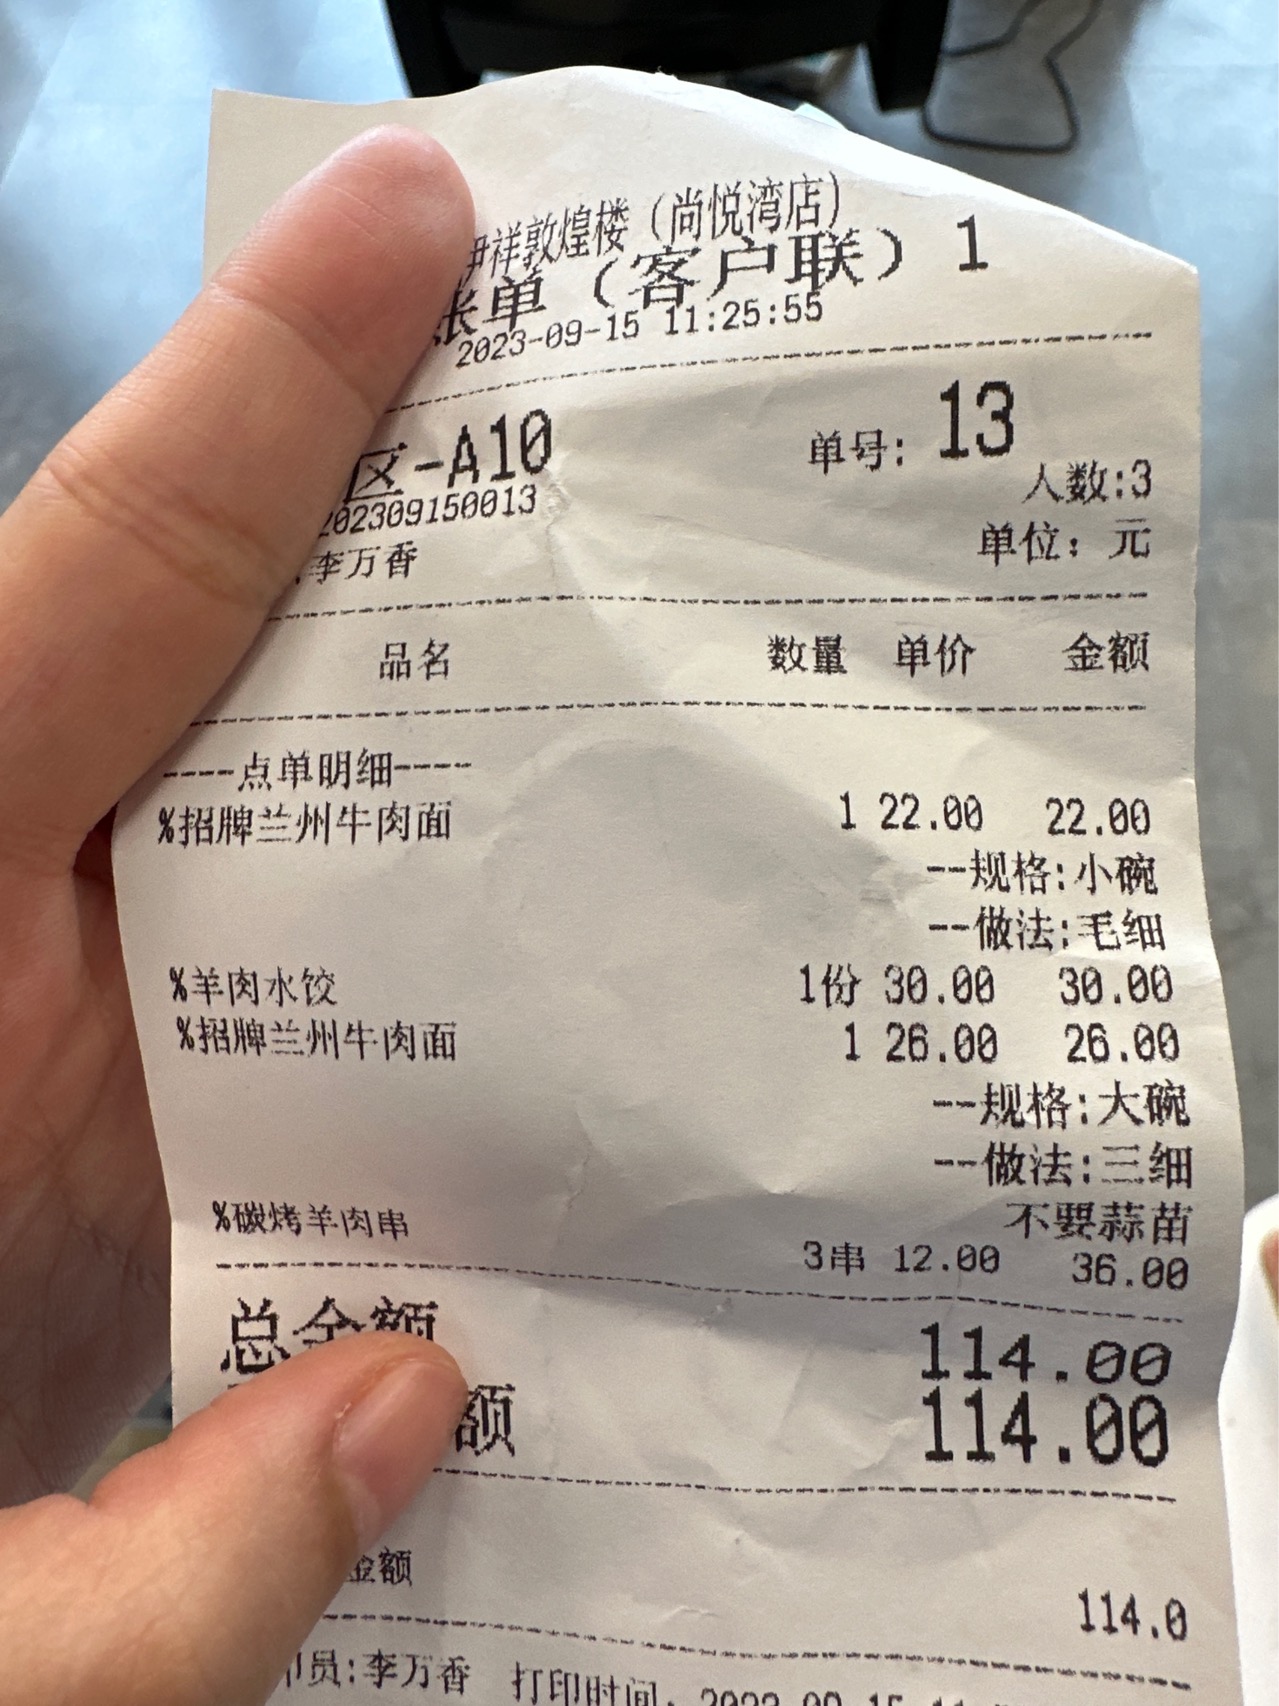 伊祥敦煌楼（尚悦湾店）
账单（客户联）1
2023-09-15 11:25:55
区-A10 单号: 13
202309150013 人数:3
李万香 单位: 元
品名 数量 单价 金额
----点单明细----
%招牌兰州牛肉面 1 22.00 22.00
--规格:小碗
--做法:毛细
%羊肉水饺 1份 30.00 30.00
%招牌兰州牛肉面 1 26.00 26.00
--规格:大碗
--做法:三细
不要蒜苗
%碳烤羊肉串 3串 12.00 36.00
总金额 114.00
额 114.00
金额 114.0
印员:李万香 打印时间: